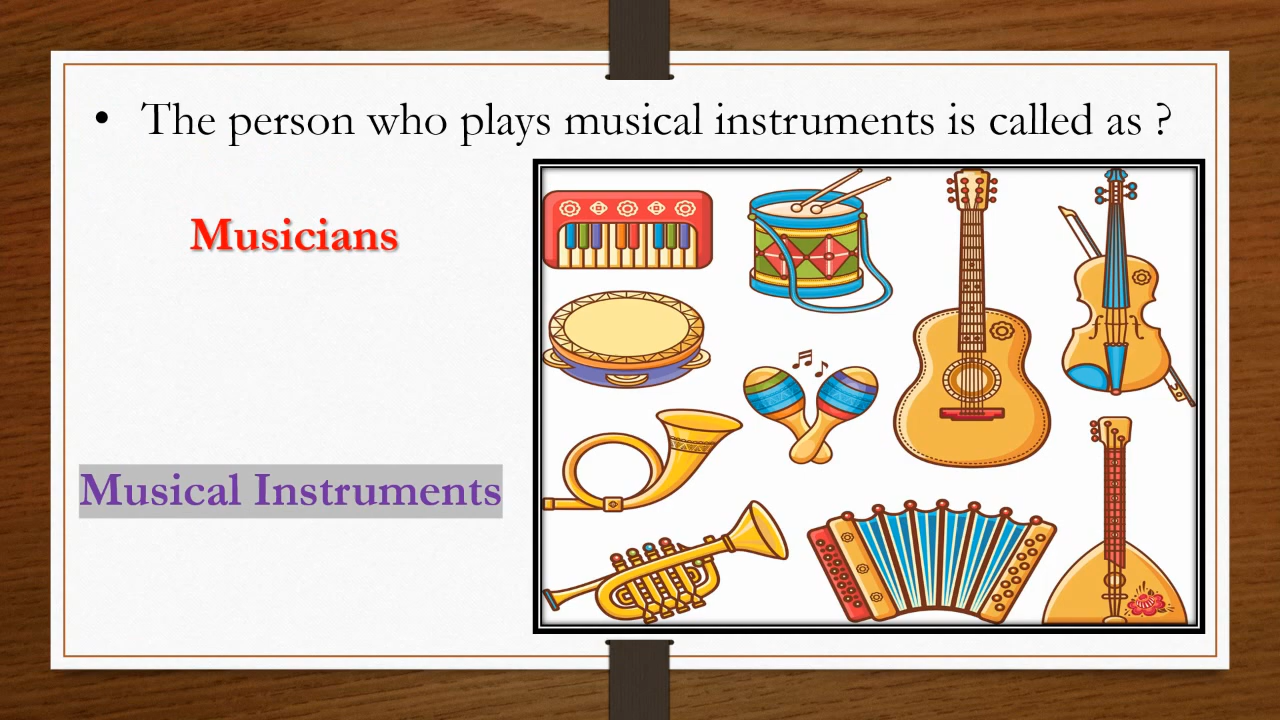 • The person who plays musical instruments is called as ?
Musicians
Musical Instruments